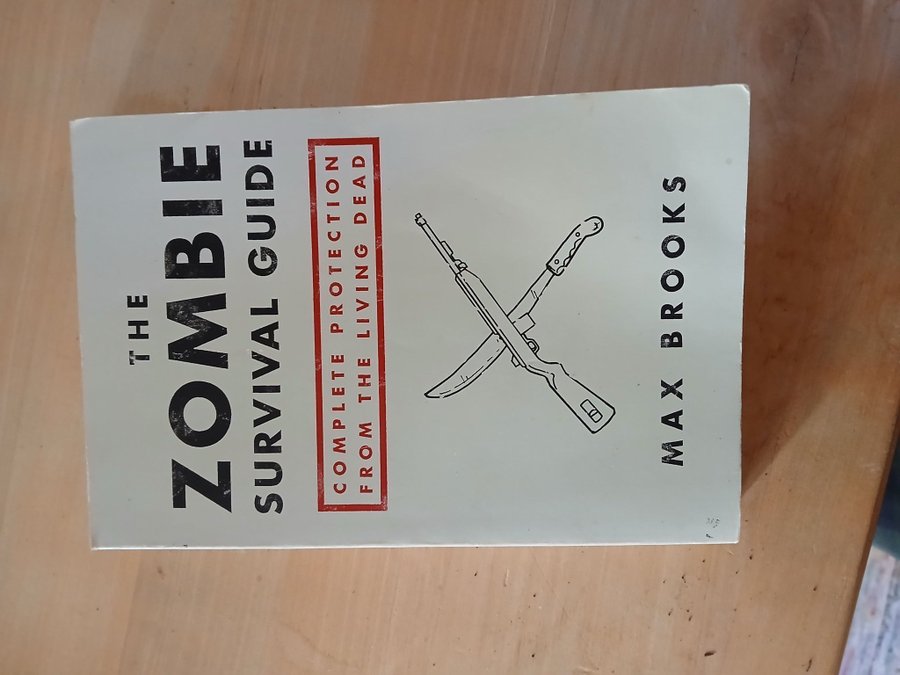 THE
ZOMBIE
SURVIVAL GUIDE
COMPLETE PROTECTION
FROM THE LIVING DEAD
MAX BROOKS